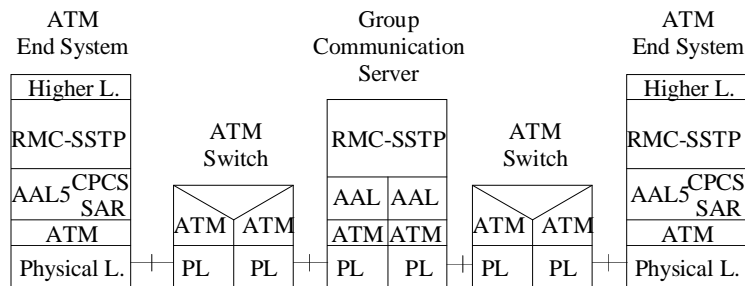 ATM
End System
Group
Communication
Server
ATM
End System
Higher L.
RMC-SSTP
AAL5 CPCS
SAR
ATM
Physical L.
ATM
Switch
ATM ATM
PL PL
RMC-SSTP
AAL AAL
ATM ATM
PL PL
ATM
Switch
ATM ATM
PL PL
Higher L.
RMC-SSTP
AAL5 CPCS
SAR
ATM
Physical L.